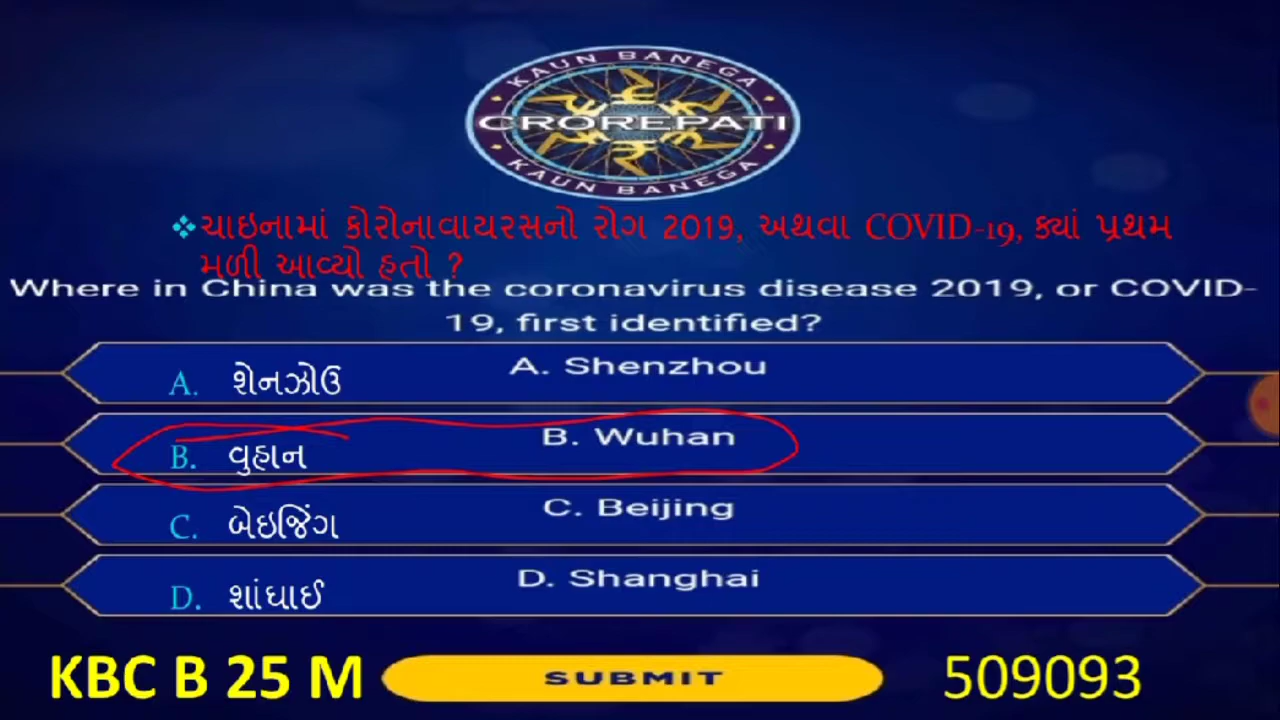 KAUN BANEGA
CROREPATI
KAUN BANEGA
❖ચાઇનામાં કોરોનાવાયરસનો રોગ 2019, અથવા COVID-19, ક્યાં પ્રથમ
મળી આવ્યો હતો ?
Where in China was the coronavirus disease 2019, or COVID-
19, first identified?
A. શેનઝોઉ A. Shenzhou
B. વુહાન B. Wuhan
C. બેઇજિંગ C. Beijing
D. શાંઘાઈ D. Shanghai
KBC B 25 M SUBMIT 509093